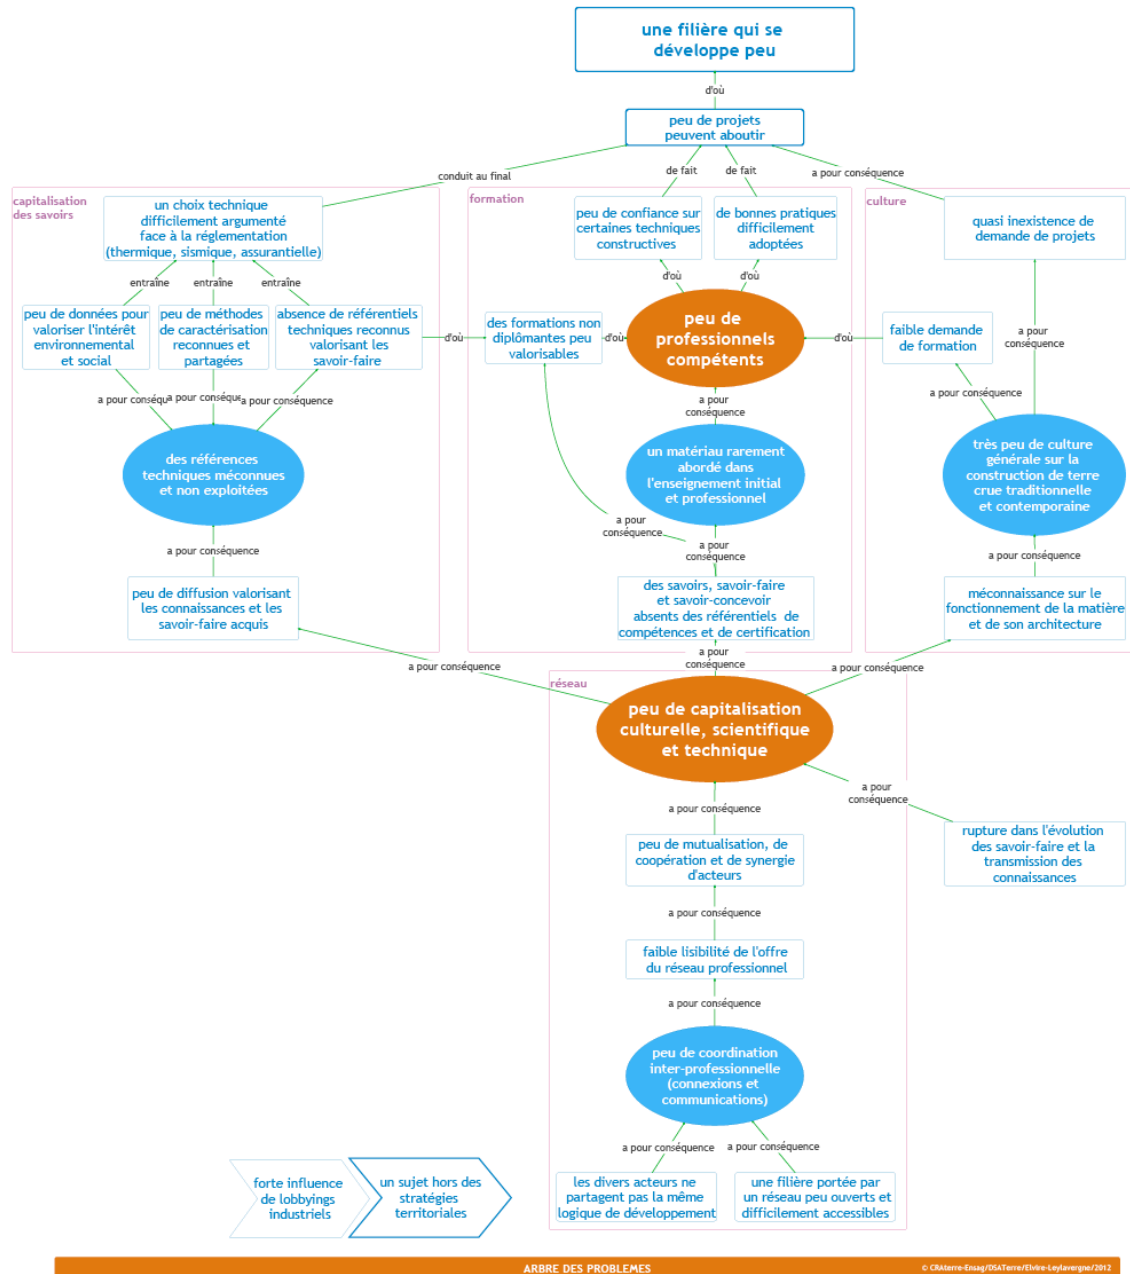 une filière qui se
développe peu
d'où
peu de projets
peuvent aboutir
conduit au final
de fait
de fait
a pour conséquence
capitalisation
des savoirs
un choix technique
difficilement argumenté
face à la réglementation
(thermique, sismique, assurantielle)
formation
peu de confiance sur
certaines techniques
constructives
de bonnes pratiques
difficilement
adoptées
culture
quasi inexistence de
demande de projets
entraîne
entraîne
entraîne
d'où
d'où
peu de données pour
valoriser l'intérêt
environnemental
et social
peu de méthodes
de caractérisation
reconnues et
partagées
absence de référentiels
techniques reconnus
valorisant les
savoir-faire
d'où
des formations non
diplômantes peu
valorisables
d'où
peu de
professionnels
compétents
d'où
faible demande
de formation
a pour
conséquence
a pour conséqu
a pour conséque
a pour conséquence
a pour
conséquence
a pour
conséquence
des références
techniques méconnues
et non exploitées
un matériau rarement
abordé dans
l'enseignement initial
et professionnel
très peu de culture
générale sur la
construction de terre
crue traditionnelle
et contemporaine
a pour
conséquence
a pour conséquence
a pour
conséquence
a pour conséquence
peu de diffusion valorisant
les connaissances et les
savoir-faire acquis
des savoirs, savoir-faire
et savoir-concevoir
absents des référentiels de
compétences et de certification
méconnaissance sur le
fonctionnement de la matière
et de son architecture
a pour conséquence
a pour
conséquence
a pour conséquence
réseau
peu de capitalisation
culturelle, scientifique
et technique
a pour
conséquence
a pour conséquence
peu de mutualisation, de
coopération et de synergie
d'acteurs
rupture dans l'évolution
des savoir-faire et la
transmission des
connaissances
a pour conséquence
faible lisibilité de l'offre
du réseau professionnel
a pour conséquence
peu de coordination
inter-professionnelle
(connexions et
communications)
a pour conséquence
a pour conséquence
les divers acteurs ne
partagent pas la même
logique de développement
une filière portée par
un réseau peu ouverts et
difficilement accessibles
forte influence
de lobbyings
industriels
un sujet hors des
stratégies
territoriales
ARBRE DES PROBLEMES
© CRAterre-Ensag/DSATerre/Elvire-Leylavergne/2012